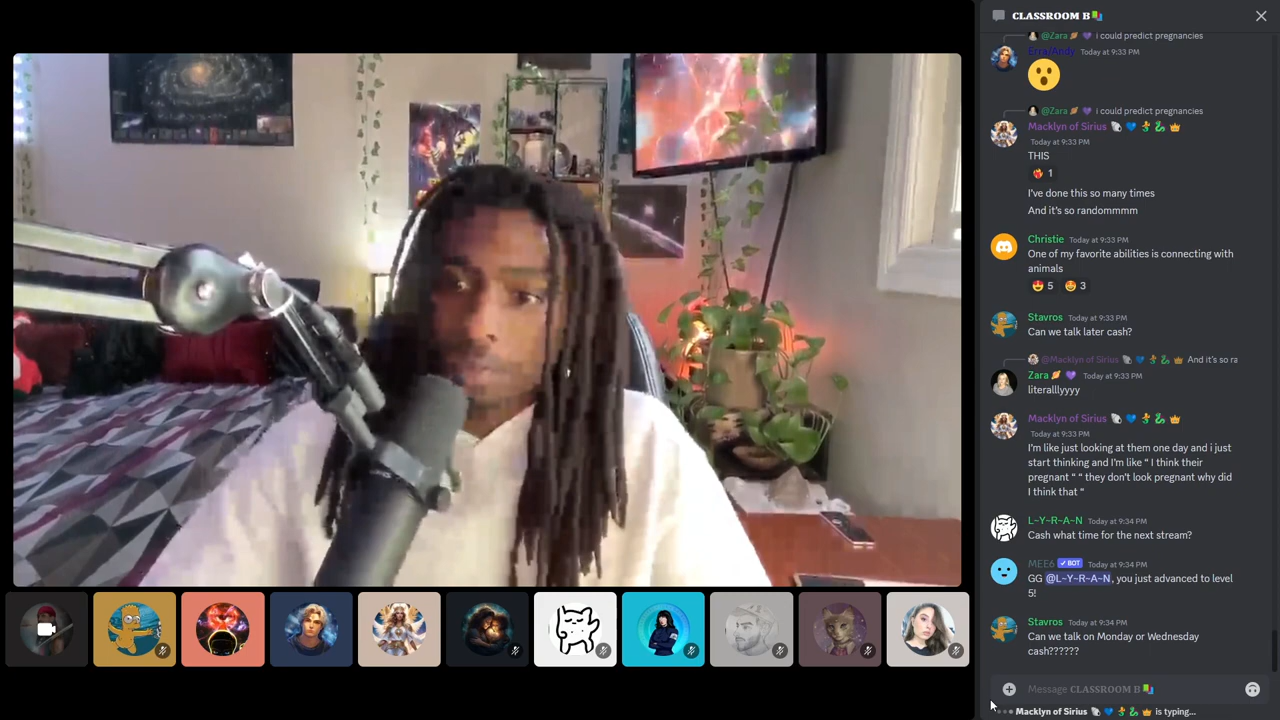 CLASSROOM B
@Zara i could predict pregnancies
Erra/Andy Today at 9:33 PM
@Zara i could predict pregnancies
Macklyn of Sirius
Today at 9:33 PM
THIS
1
I've done this so many times
And it's so randommmm
Christie Today at 9:33 PM
One of my favorite abilities is connecting with
animals
5 3
Stavros Today at 9:33 PM
Can we talk later cash?
@Macklyn of Sirius And it's so ra
Zara Today at 9:33 PM
literalllyyyy
Macklyn of Sirius
Today at 9:33 PM
I'm like just looking at them one day and i just
start thinking and I'm like “ I think their
pregnant “ “ they don't look pregnant why did
I think that “
L~Y~R~A~N Today at 9:34 PM
Cash what time for the next stream?
MEE6 ✓ BOT Today at 9:34 PM
GG @L~Y~R~A~N, you just advanced to level
5!
Stavros Today at 9:34 PM
Can we talk on Monday or Wednesday
cash??????
Message CLASSROOM B
Macklyn of Sirius is typing...